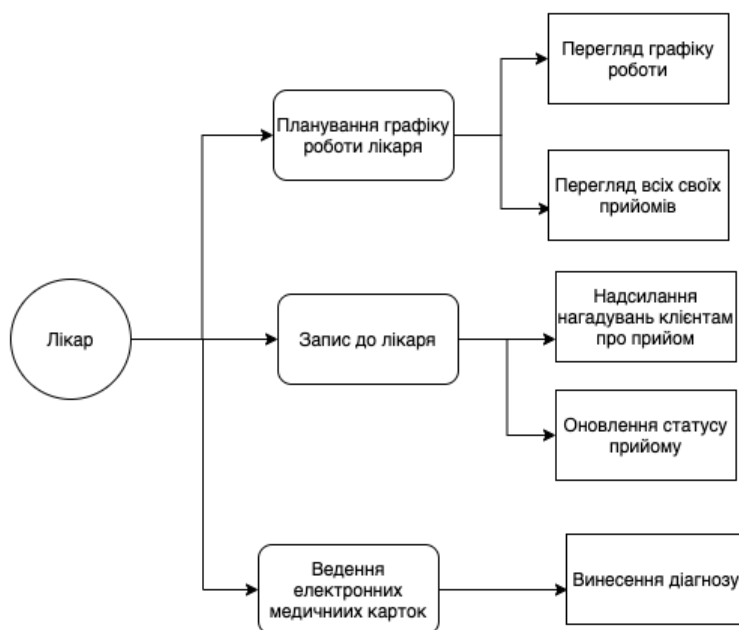 Перегляд графіку
роботи
Планування графіку
роботи лікаря
Перегляд всіх своїх
прийомів
Лікар
Запис до лікаря
Надсилання
нагадувань клієнтам
про прийом
Оновлення статусу
прийому
Ведення
електронних
медичниих карток
Винесення діагнозу